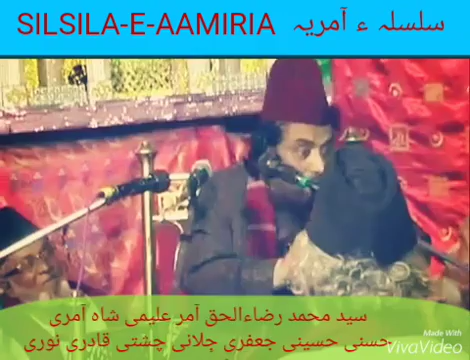 SILSILA-E-AAMIRIA سلسلہ ء آمریہ
سید محمد رضاءالحق آمر علیمی شاہ آمری
حسنی حسینی جعفری جلانی چشتی قادری نوری
Made With
VivaVideo